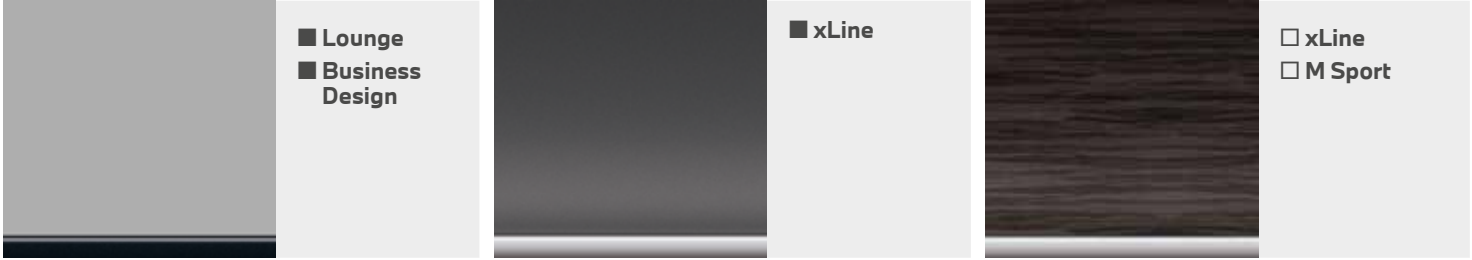 ■ Lounge
■ Business
Design
■ xLine
□ xLine
□ M Sport